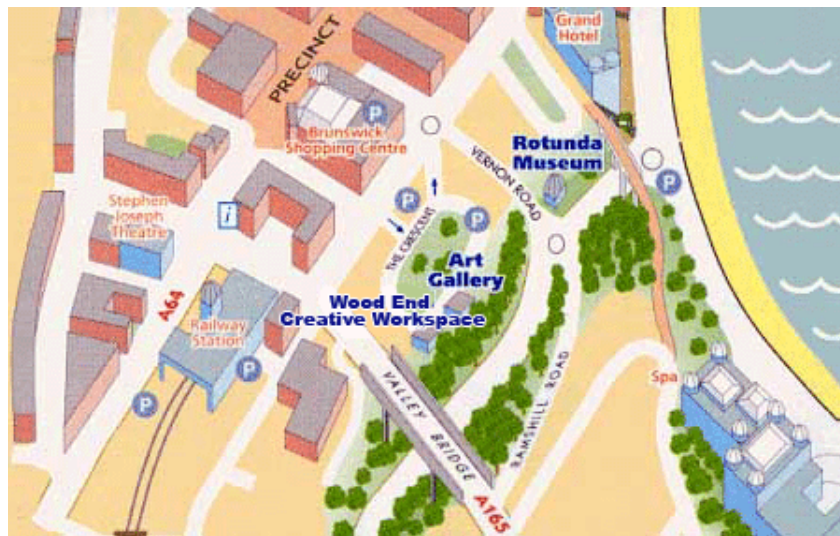 Grand
Hotel
PRECINCT
P
Brunswick
Shopping Centre
Rotunda
Museum
VERNON ROAD
P
Stephen
Joseph
Theatre
i
P
P
THE CRESCENT
Art
Gallery
A64
Wood End
Creative Workspace
Railway
Station
P
P
VALLEY BRIDGE
RAMSHILL ROAD
Spa
A165